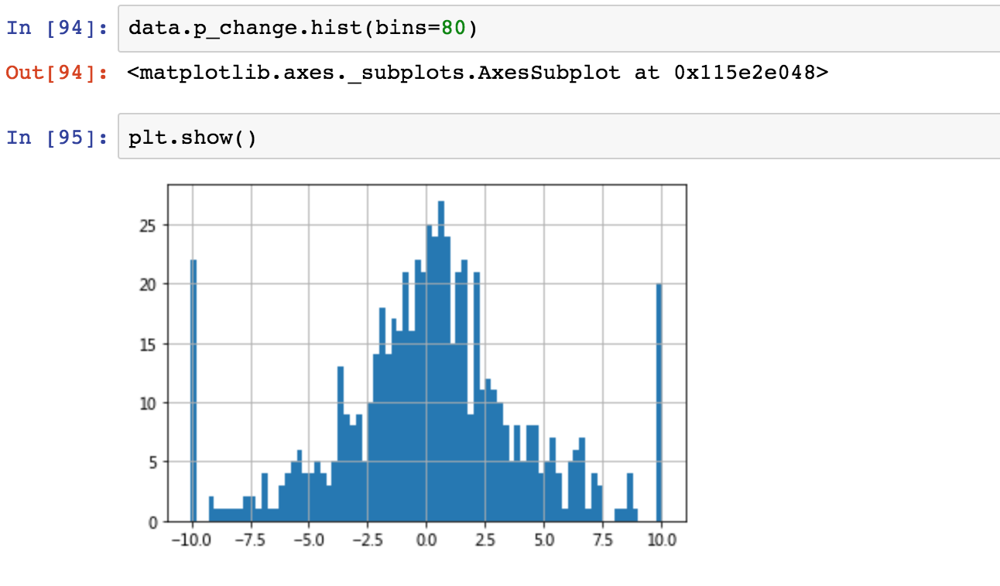 In [94]: data.p_change.hist(bins=80)
Out[94]: <matplotlib.axes._subplots.AxesSubplot at 0x115e2e048>
In [95]: plt.show()
25
20
15
10
5
0
−10.0 −7.5 −5.0 −2.5 0.0 2.5 5.0 7.5 10.0